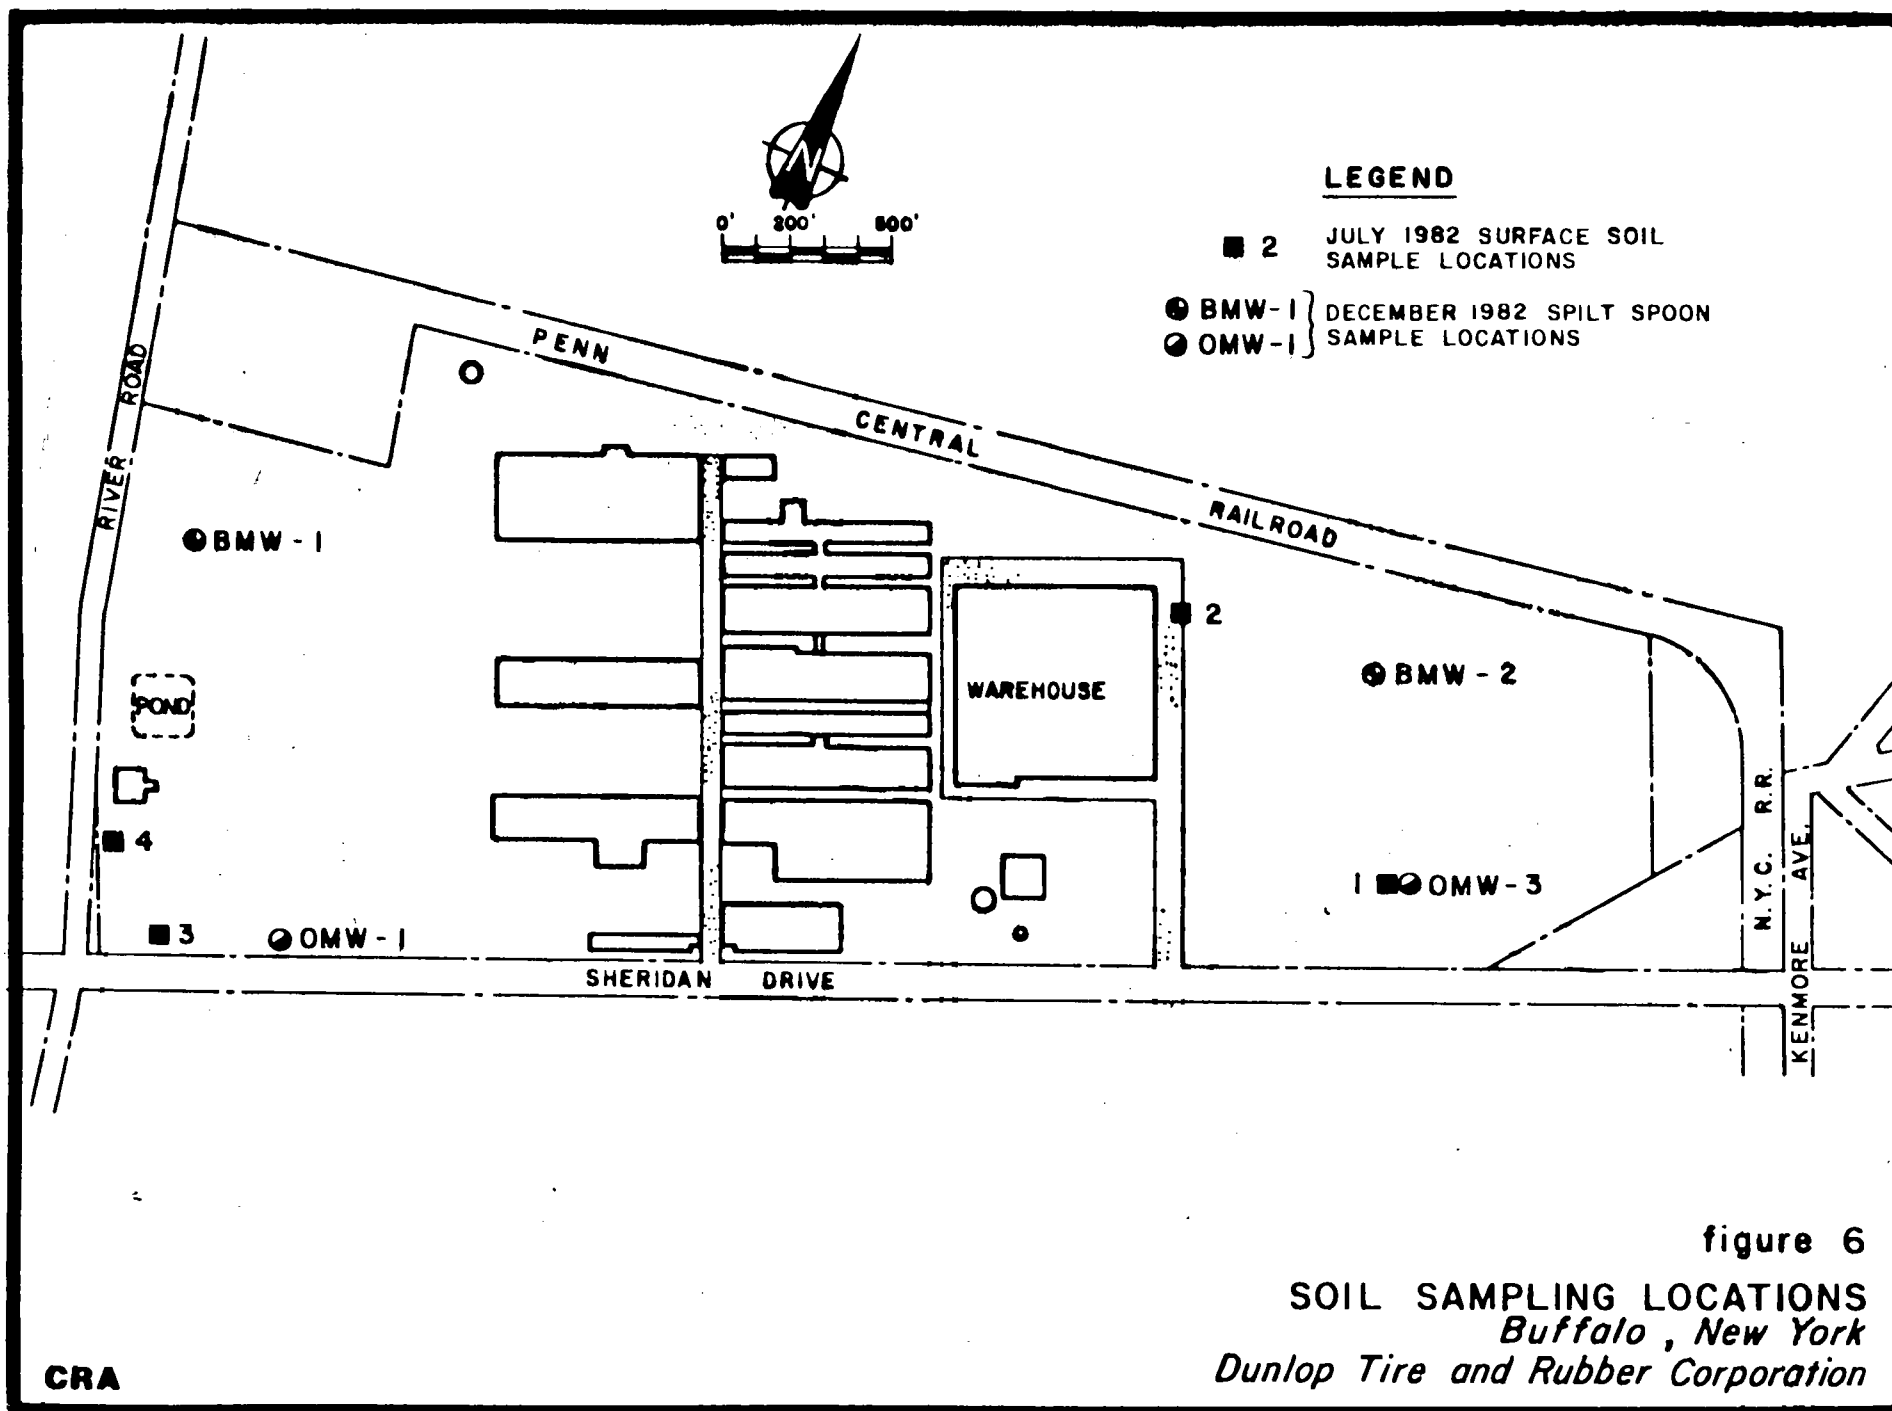 N
0' 200' 500'
LEGEND
2 JULY 1982 SURFACE SOIL
SAMPLE LOCATIONS
BMW-1 DECEMBER 1982 SPILT SPOON
OMW-1 SAMPLE LOCATIONS
PENN CENTRAL RAILROAD
RIVER ROAD
BMW-1
2
BMW-2
WAREHOUSE
POND
4
1 OMW-3
3
OMW-1
SHERIDAN DRIVE
N.Y.C. R.R.
KENMORE AVE.
figure 6
SOIL SAMPLING LOCATIONS
Buffalo, New York
Dunlop Tire and Rubber Corporation
CRA